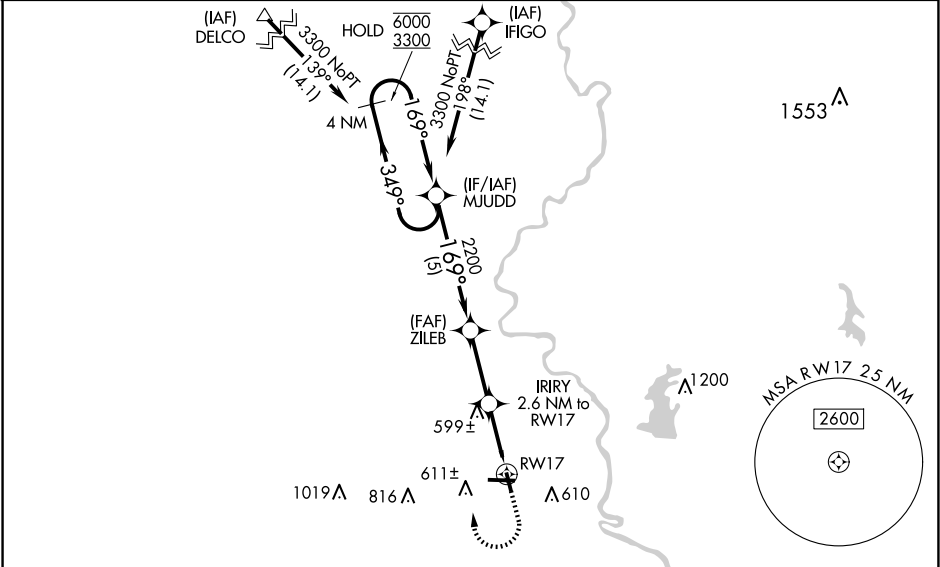 (IAF)
DELCO
3300 NoPT
139°
(14.1)
HOLD
6000
3300
(IAF)
IFIGO
3300 NoPT
198°
(14.1)
1553
4 NM
169°
349°
(IF/IAF)
MJUDD
2200
169°
(5)
(FAF)
ZILEB
IRIRY
2.6 NM to
RW17
599±
1200
MSA RW17 25 NM
2600
RW17
611±
1019
816
610